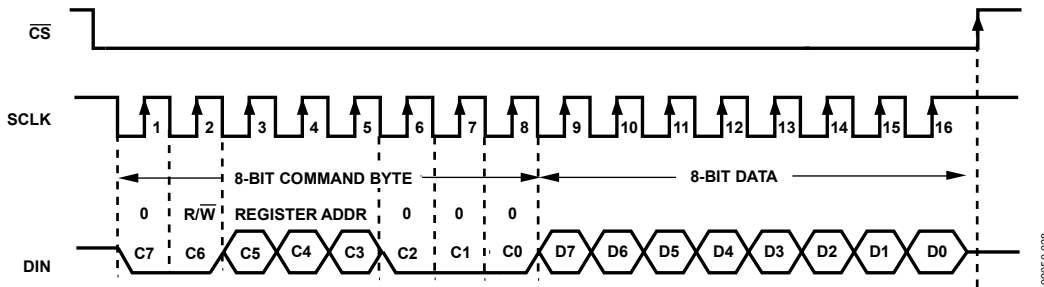 CS
SCLK
1 2 3 4 5 6 7 8 9 10 11 12 13 14 15 16
8-BIT COMMAND BYTE 8-BIT DATA
0 R/W REGISTER ADDR 0 0 0
DIN C7 C6 C5 C4 C3 C2 C1 C0 D7 D6 D5 D4 D3 D2 D1 D0